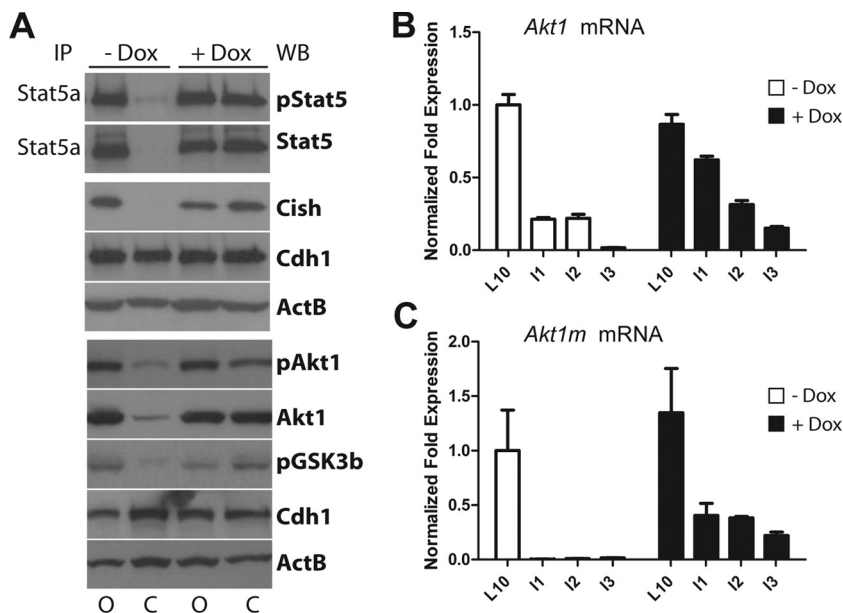 A
IP - Dox + Dox WB
Stat5a pStat5
Stat5a Stat5
Cish
Cdh1
ActB
pAkt1
Akt1
pGSK3b
Cdh1
ActB
O C O C
B
Akt1 mRNA
Normalized Fold Expression
1.5
1.0
0.5
0.0
L10 I1 I2 I3 L10 I1 I2 I3
- Dox
+ Dox
C
Akt1m mRNA
Normalized Fold Expression
2.0
1.5
1.0
0.5
0.0
L10 I1 I2 I3 L10 I1 I2 I3
- Dox
+ Dox